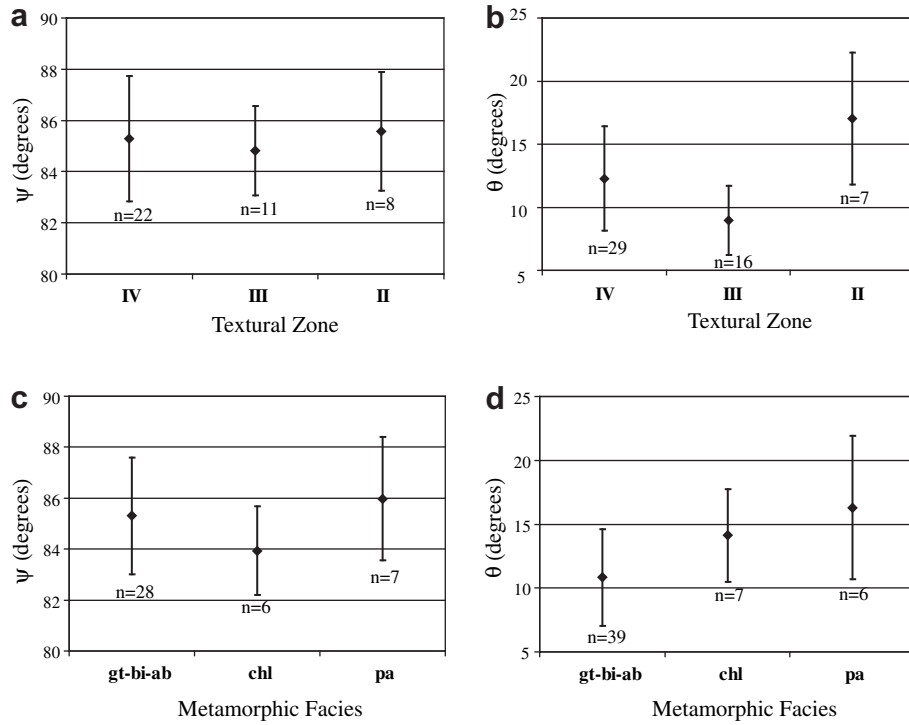 a
90
88
86
84
82
80
ψ (degrees)
n=22
n=11
n=8
IV
III
II
Textural Zone
b
25
20
15
10
5
θ (degrees)
n=29
n=16
n=7
IV
III
II
Textural Zone
c
90
88
86
84
82
80
ψ (degrees)
n=28
n=6
n=7
gt-bi-ab
chl
pa
Metamorphic Facies
d
25
20
15
10
5
θ (degrees)
n=39
n=7
n=6
gt-bi-ab
chl
pa
Metamorphic Facies